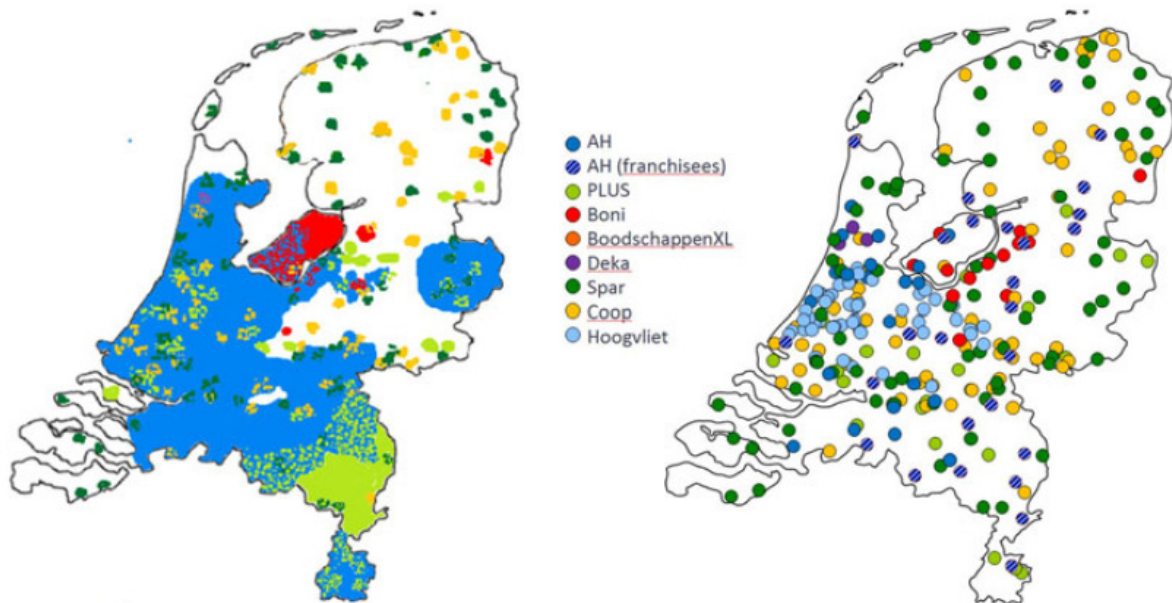 AH
AH (franchisees)
PLUS
Boni
BoodschappenXL
Deka
Spar
Coop
Hoogvliet